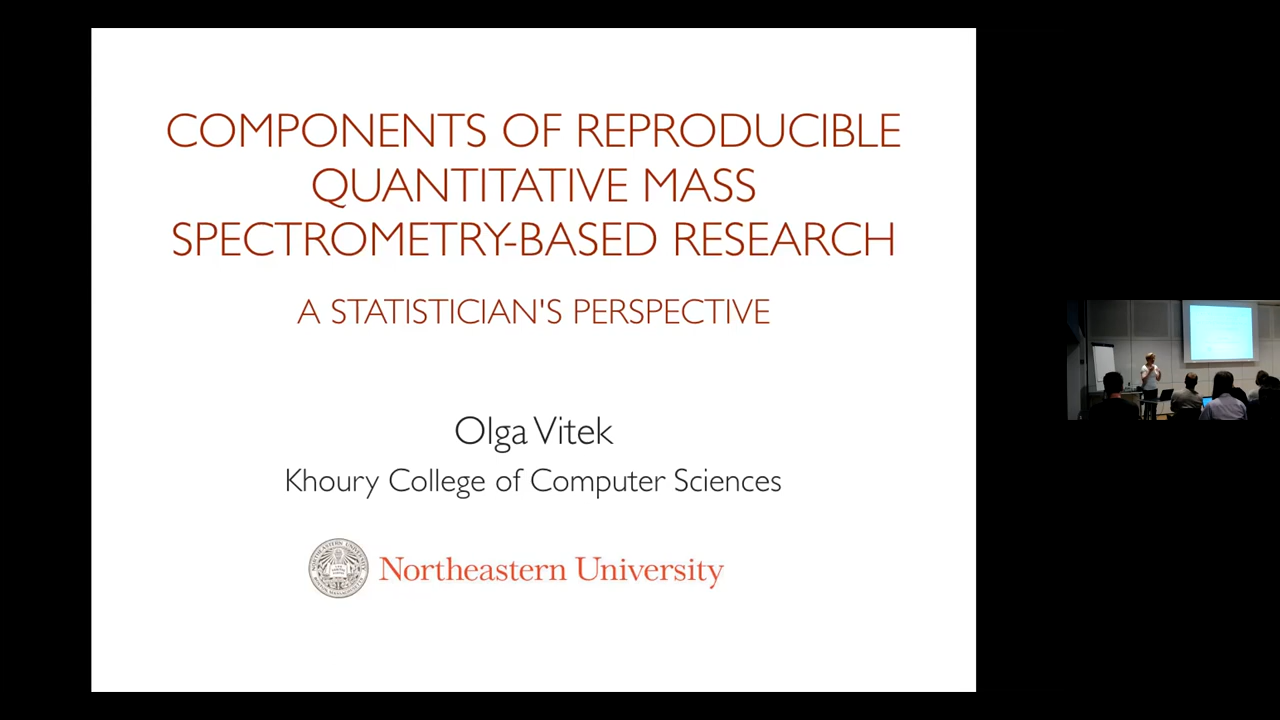 COMPONENTS OF REPRODUCIBLE
QUANTITATIVE MASS
SPECTROMETRY-BASED RESEARCH
A STATISTICIAN'S PERSPECTIVE
Olga Vitek
Khoury College of Computer Sciences
Northeastern University